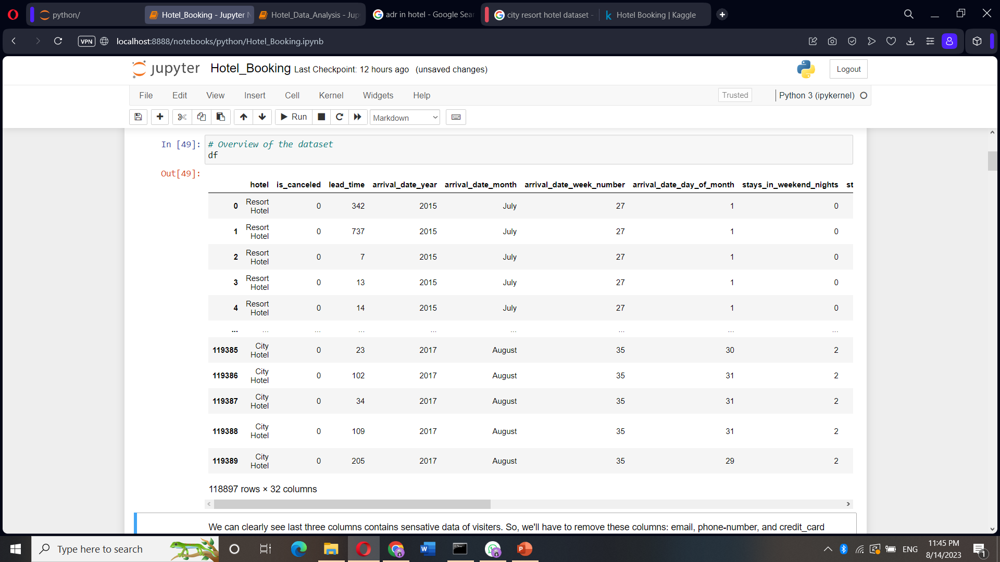 python/
Hotel_Booking - Jupyter N
Hotel_Data_Analysis - Jup
adr in hotel - Google Sear
city resort hotel dataset -
Hotel Booking | Kaggle
VPN
localhost:8888/notebooks/python/Hotel_Booking.ipynb
jupyter Hotel_Booking Last Checkpoint: 12 hours ago (unsaved changes)
Logout
File Edit View Insert Cell Kernel Widgets Help
Trusted
Python 3 (ipykernel)
Run
Markdown
In [49]: # Overview of the dataset
df
Out[49]:
hotel is_canceled lead_time arrival_date_year arrival_date_month arrival_date_week_number arrival_date_day_of_month stays_in_weekend_nights st
0 Resort Hotel 0 342 2015 July 27 1 0
1 Resort Hotel 0 737 2015 July 27 1 0
2 Resort Hotel 0 7 2015 July 27 1 0
3 Resort Hotel 0 13 2015 July 27 1 0
4 Resort Hotel 0 14 2015 July 27 1 0
... ... ... ... ... ... ... ... ...
119385 City Hotel 0 23 2017 August 35 30 2
119386 City Hotel 0 102 2017 August 35 31 2
119387 City Hotel 0 34 2017 August 35 31 2
119388 City Hotel 0 109 2017 August 35 31 2
119389 City Hotel 0 205 2017 August 35 29 2
118897 rows × 32 columns
We can clearly see last three columns contains sensative data of visiters. So, we'll have to remove these columns: email, phone-number, and credit_card
Type here to search
ENG
11:45 PM
8/14/2023
1